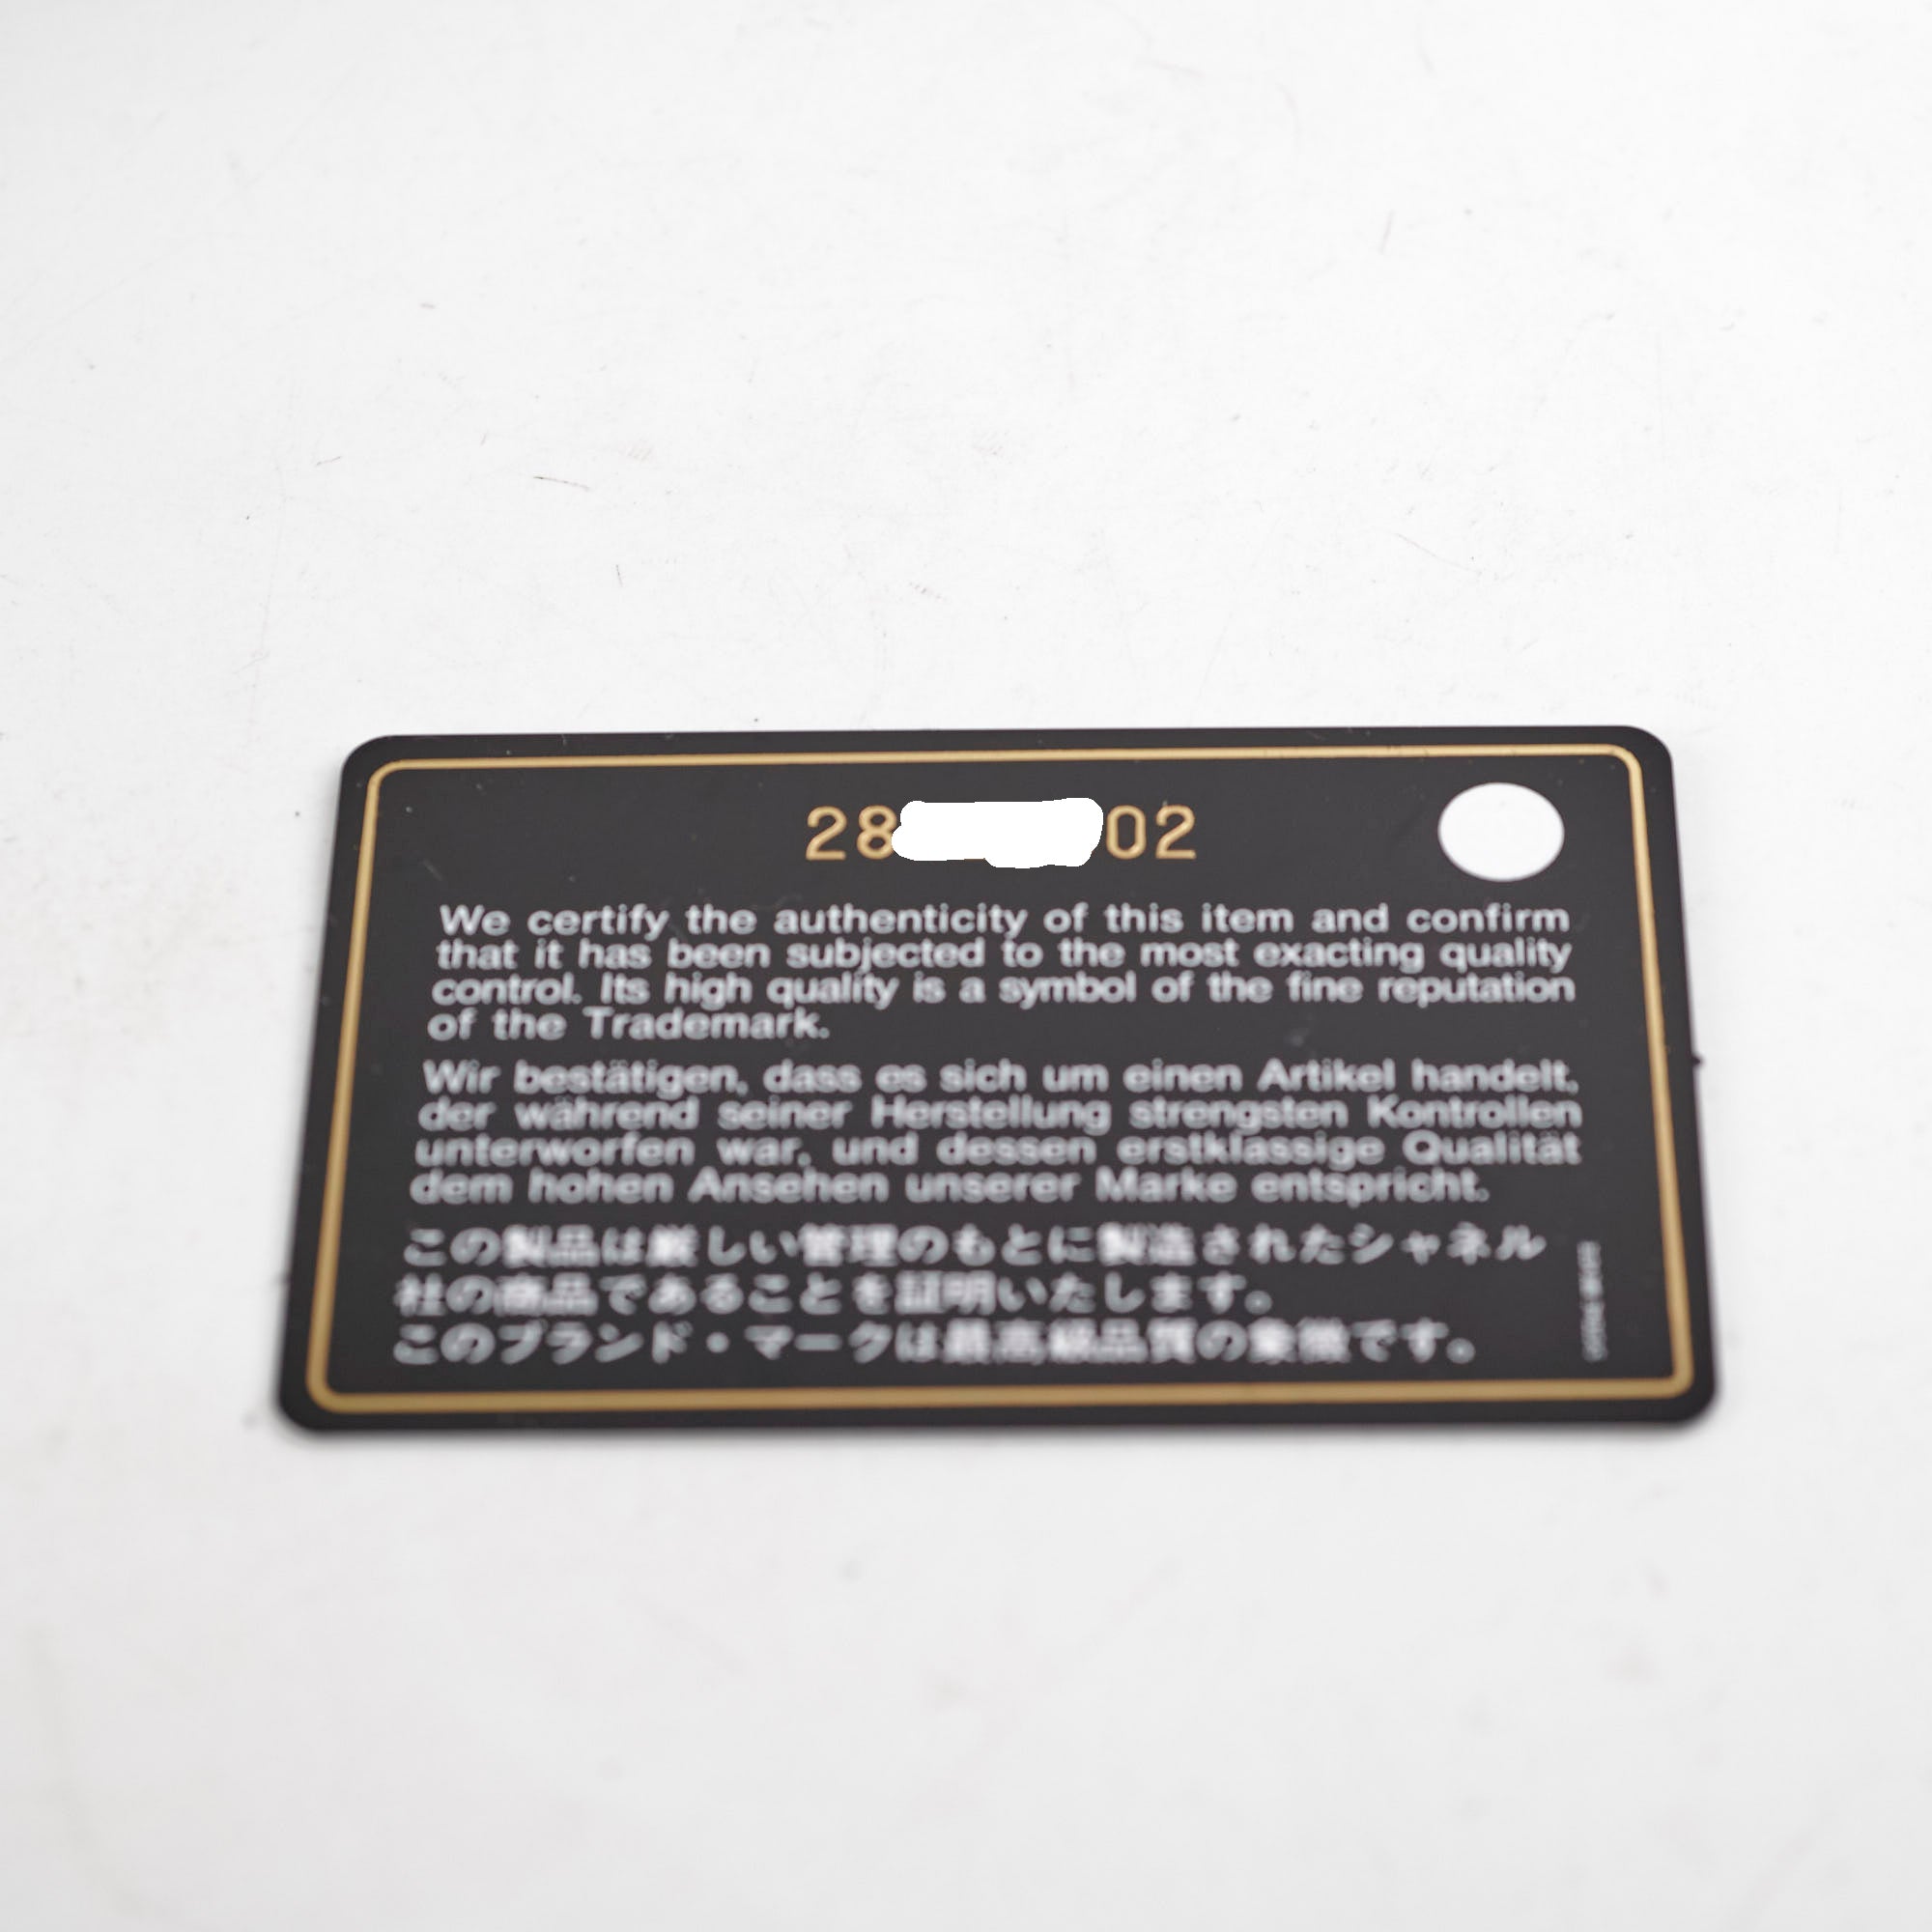 28 02
We certify the authenticity of this item and confirm
that it has been subjected to the most exacting quality
control. Its high quality is a symbol of the fine reputation
of the Trademark.
Wir bestätigen, dass es sich um einen Artikel handelt,
der während seiner Herstellung strengsten Kontrollen
unterworfen war, und dessen erstklassige Qualität
dem hohen Ansehen unserer Marke entspricht.
この製品は厳しい管理のもとに製造されたシャネル
社の商品であることを証明いたします。
このブランド・マークは最高級品質の象徴です。